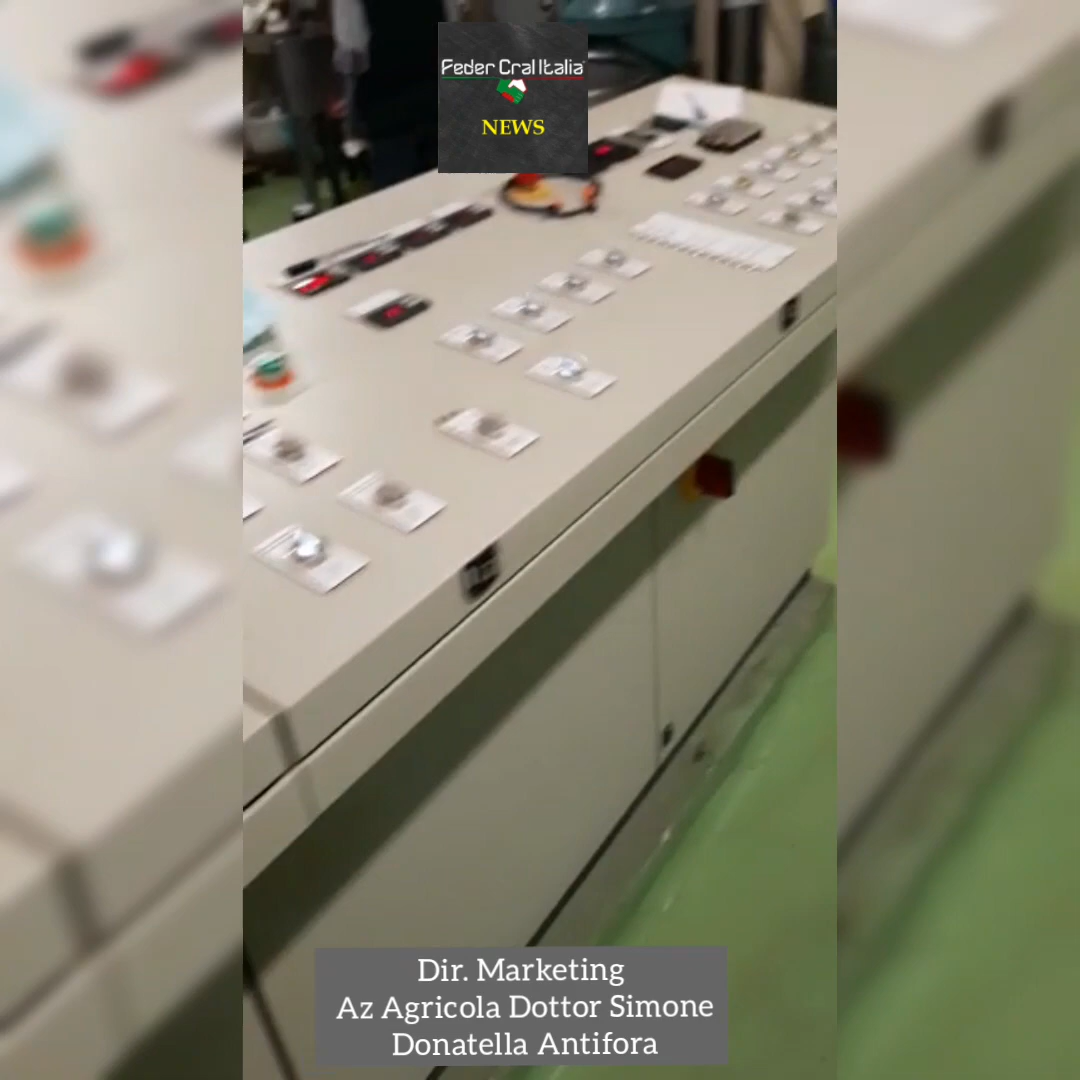 Feder Cral Italia
NEWS
Dir. Marketing
Az Agricola Dottor Simone
Donatella Antifora